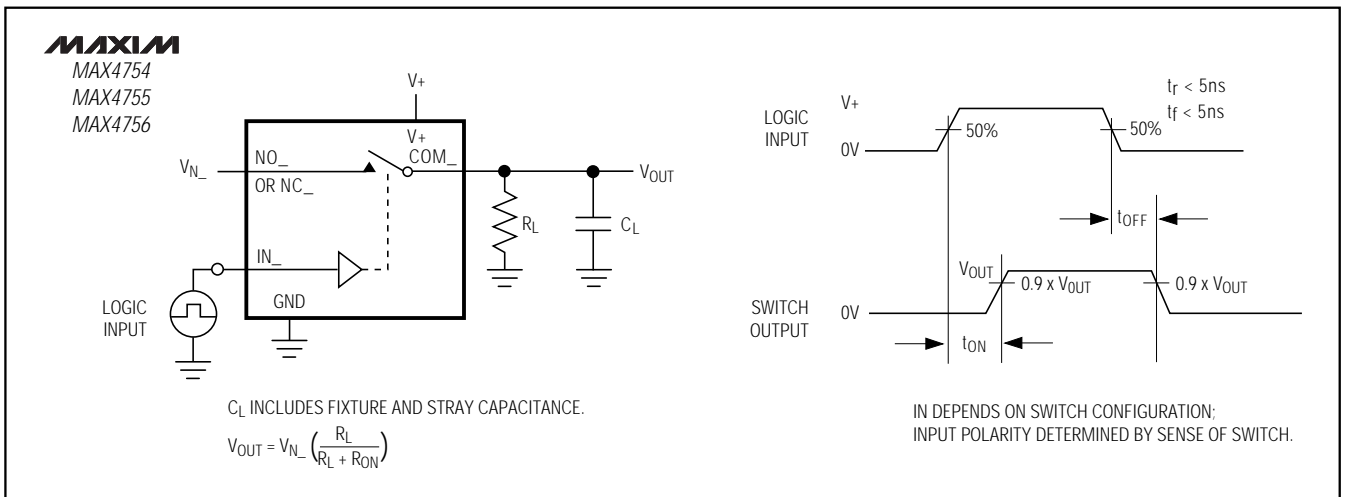 MAXIM
MAX4754
MAX4755
MAX4756
V+
V+
V_N_
NO_
OR NC_
COM_
V_OUT
R_L
C_L
IN_
GND
LOGIC
INPUT
C_L INCLUDES FIXTURE AND STRAY CAPACITANCE.
V_OUT = V_N_ (R_L / R_L + R_ON)
LOGIC
INPUT
V+
0V
50%
50%
t_r < 5ns
t_f < 5ns
t_OFF
SWITCH
OUTPUT
V_OUT
0V
0.9 x V_0UT
0.9 x V_OUT
t_ON
IN DEPENDS ON SWITCH CONFIGURATION;
INPUT POLARITY DETERMINED BY SENSE OF SWITCH.